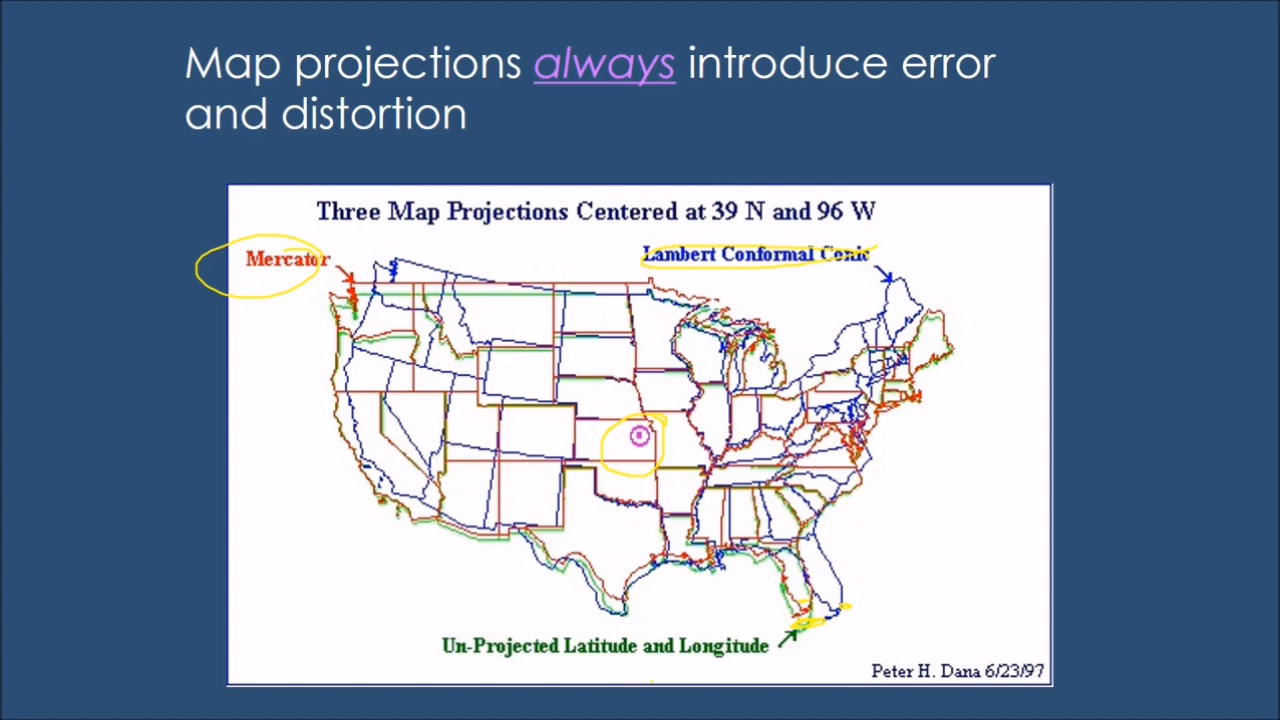 Map projections always introduce error
and distortion
Three Map Projections Centered at 39 N and 96 W
Mercator
Lambert Conformal Conic
Un-Projected Latitude and Longitude
Peter H. Dana 6/23/97